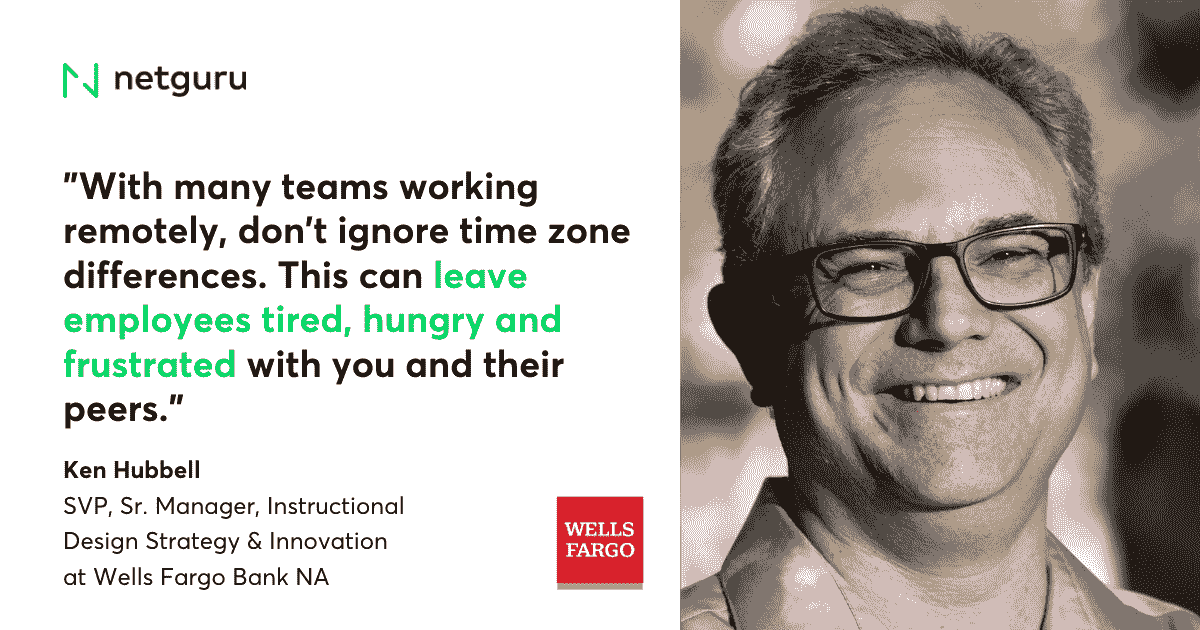 netguru
"With many teams working
remotely, don't ignore time zone
differences. This can leave
employees tired, hungry and
frustrated with you and their
peers."
Ken Hubbell
SVP, Sr. Manager, Instructional
Design Strategy & Innovation
at Wells Fargo Bank NA
WELLS
FARGO